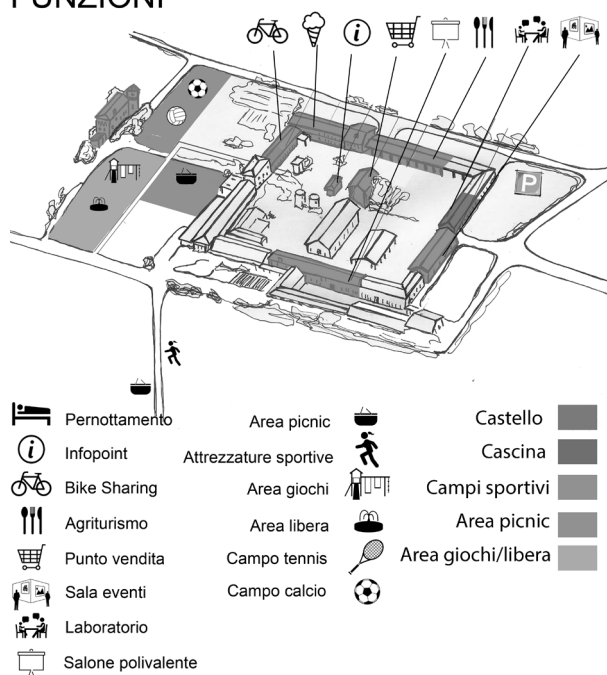 FUNZIONI
P
Pernottamento
Infopoint
Bike Sharing
Agriturismo
Punto vendita
Sala eventi
Laboratorio
Salone polivalente
Area picnic
Attrezzature sportive
Area giochi
Area libera
Campo tennis
Campo calcio
Castello
Cascina
Campi sportivi
Area picnic
Area giochi/libera